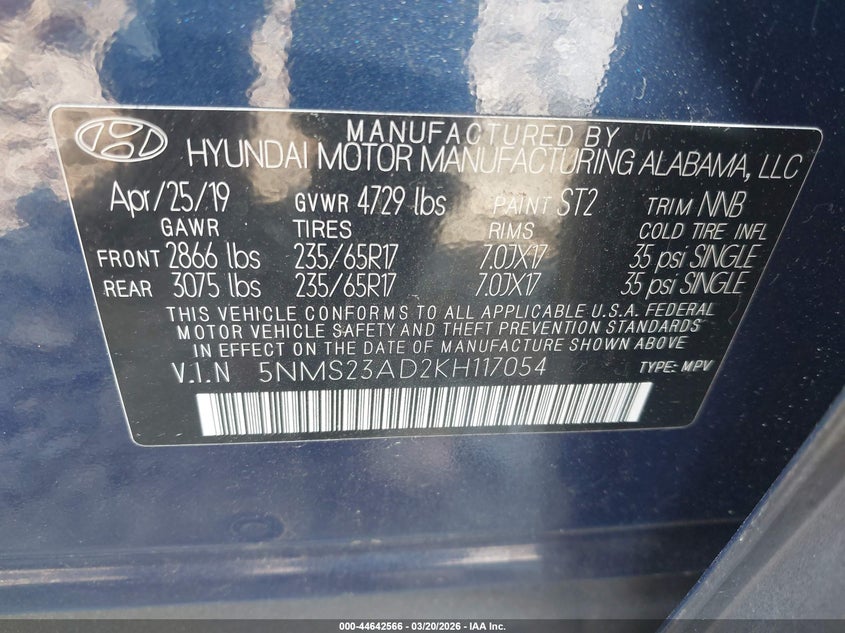 MANUFACTURED BY
HYUNDAI MOTOR MANUFACTURING ALABAMA, LLC
Apr/25/19 GVWR 4729 lbs PAINT ST2 TRIM NNB
GAWR TIRES RIMS COLD TIRE INFL
FRONT 2866 lbs 235/65R17 7.0JX17 35 psi SINGLE
REAR 3075 lbs 235/65R17 7.0JX17 35 psi SINGLE
THIS VEHICLE CONFORMS TO ALL APPLICABLE U.S.A. FEDERAL
MOTOR VEHICLE SAFETY AND THEFT PREVENTION STANDARDS
IN EFFECT ON THE DATE OF MANUFACTURE SHOWN ABOVE
V.I.N 5NMS23AD2KH117054 TYPE: MPV
000-44642566 — 03/20/2026 — IAA Inc.